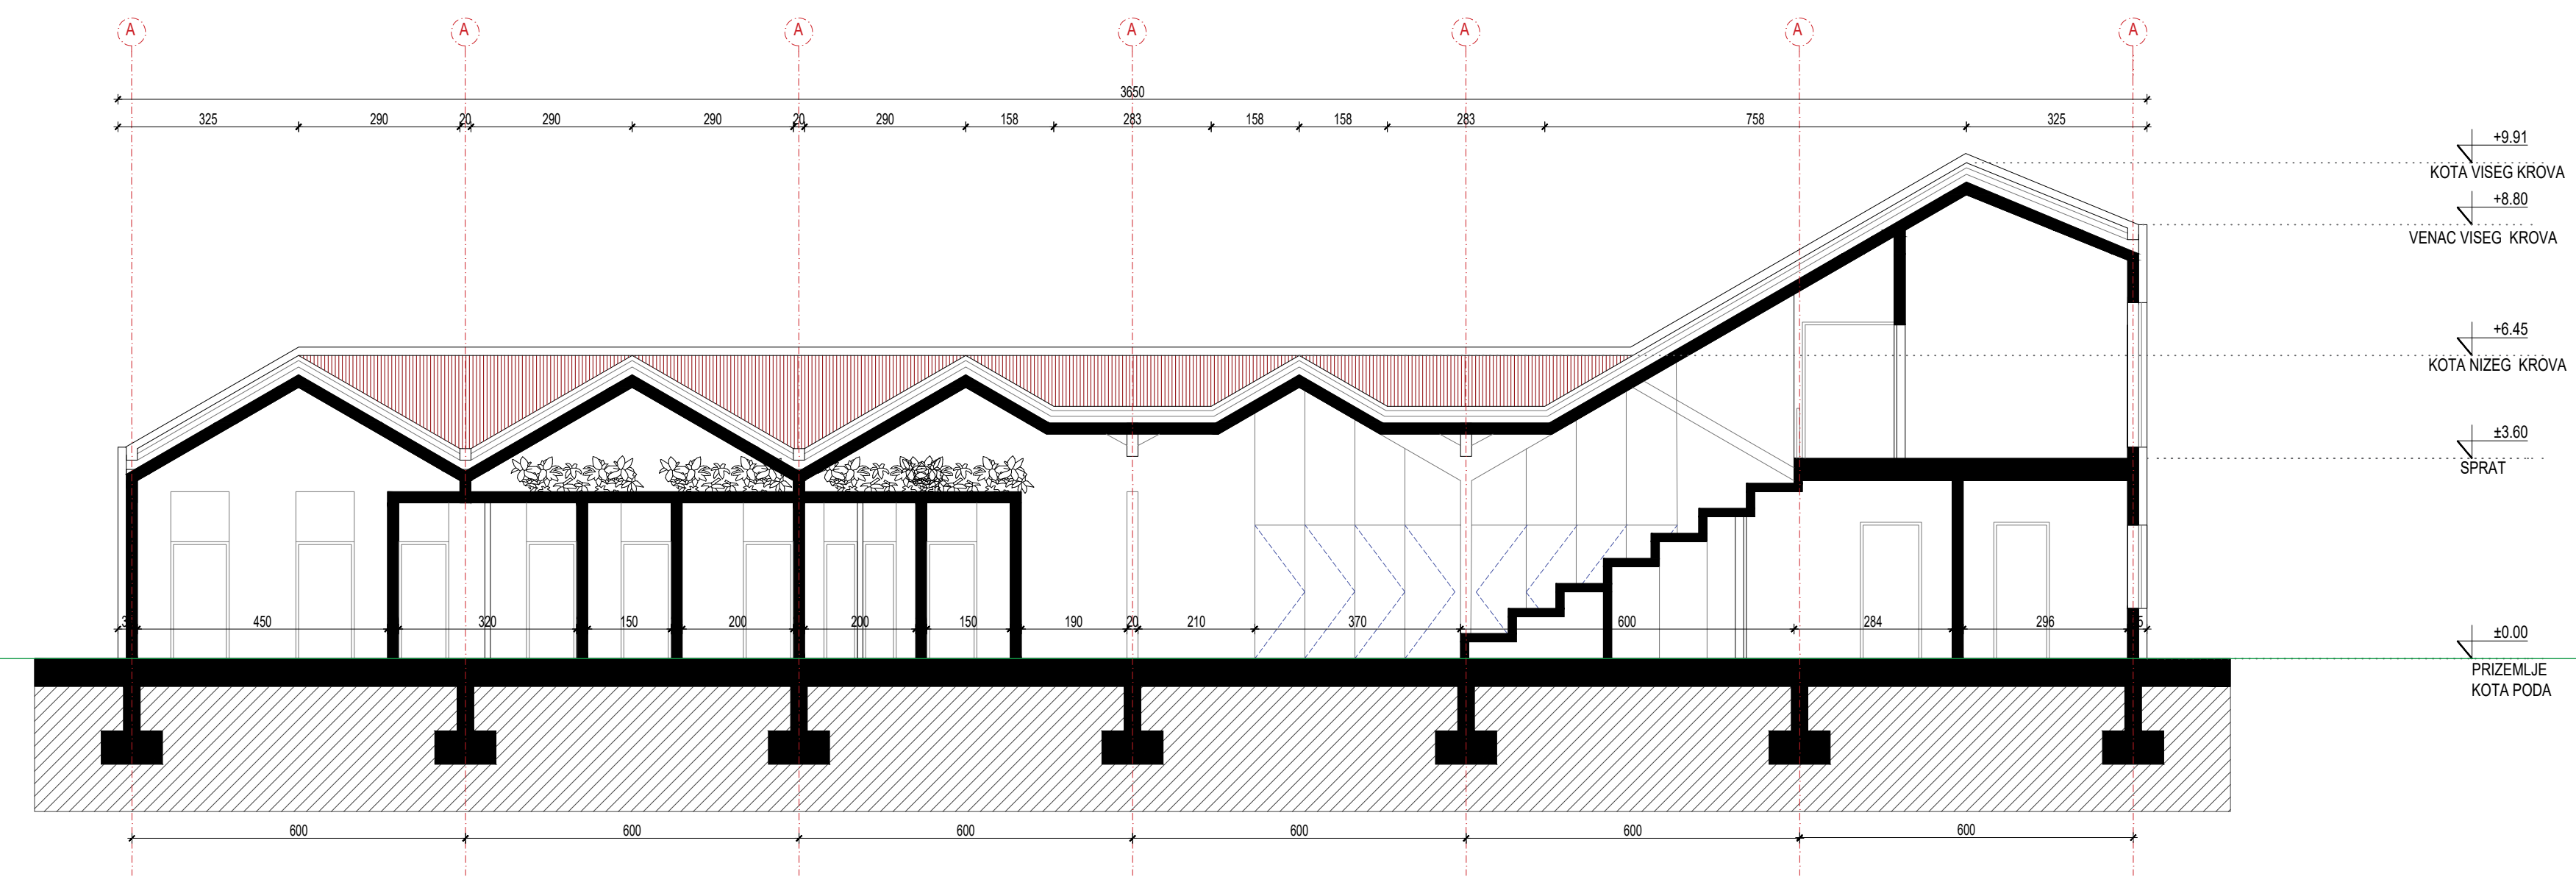 A A A A A A A
3650
325 290 20 290 290 20 290 158 283 158 158 283 758 325
+9.91
KOTA VISEG KROVA
+8.80
VENAC VISEG KROVA
+6.45
KOTA NIZEG KROVA
±3.60
SPRAT
450 320 150 200 200 150 190 20 210 370 600 284 296
±0.00
PRIZEMLJE
KOTA PODA
600 600 600 600 600 600